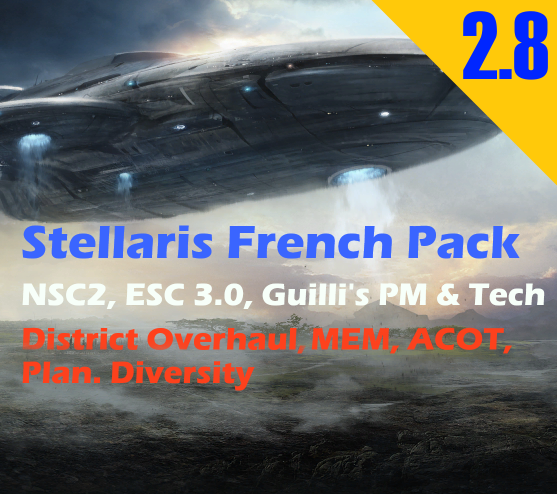 2.8
Stellaris French Pack
NSC2, ESC 3.0, Guilli's PM & Tech
District Overhaul, MEM, ACOT,
Plan. Diversity